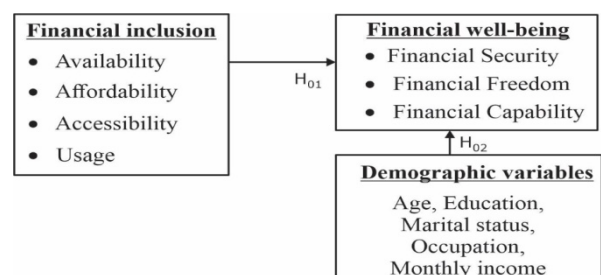 Financial inclusion
• Availability
• Affordability
• Accessibility
• Usage
H01
Financial well-being
• Financial Security
• Financial Freedom
• Financial Capability
H02
Demographic variables
Age, Education,
Marital status,
Occupation,
Monthly income